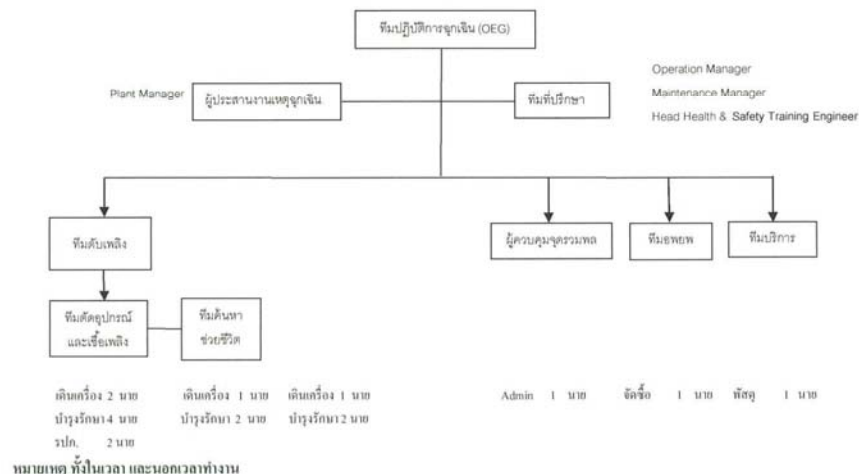 ทีมปฏิบัติการฉุกเฉิน (OEG)
Operation Manager
Plant Manager
ผู้ประสานงานเหตุฉุกเฉิน
ทีมที่ปรึกษา
Maintenance Manager
Head Health & Safety Training Engineer
ทีมดับเพลิง
ผู้ควบคุมจุดรวมพล
ทีมอพยพ
ทีมบริการ
ทีมตัดอุปกรณ์
และเชื้อเพลิง
ทีมค้นหา
ช่วยชีวิต
เดินเครื่อง 2 นาย
เดินเครื่อง 1 นาย
เดินเครื่อง 1 นาย
Admin 1 นาย
จัดซื้อ 1 นาย
พัสดุ 1 นาย
บำรุงรักษา 4 นาย
บำรุงรักษา 2 นาย
บำรุงรักษา 2 นาย
รปภ. 2 นาย
หมายเหตุ ทั้งในเวลา และนอกเวลาทำงาน